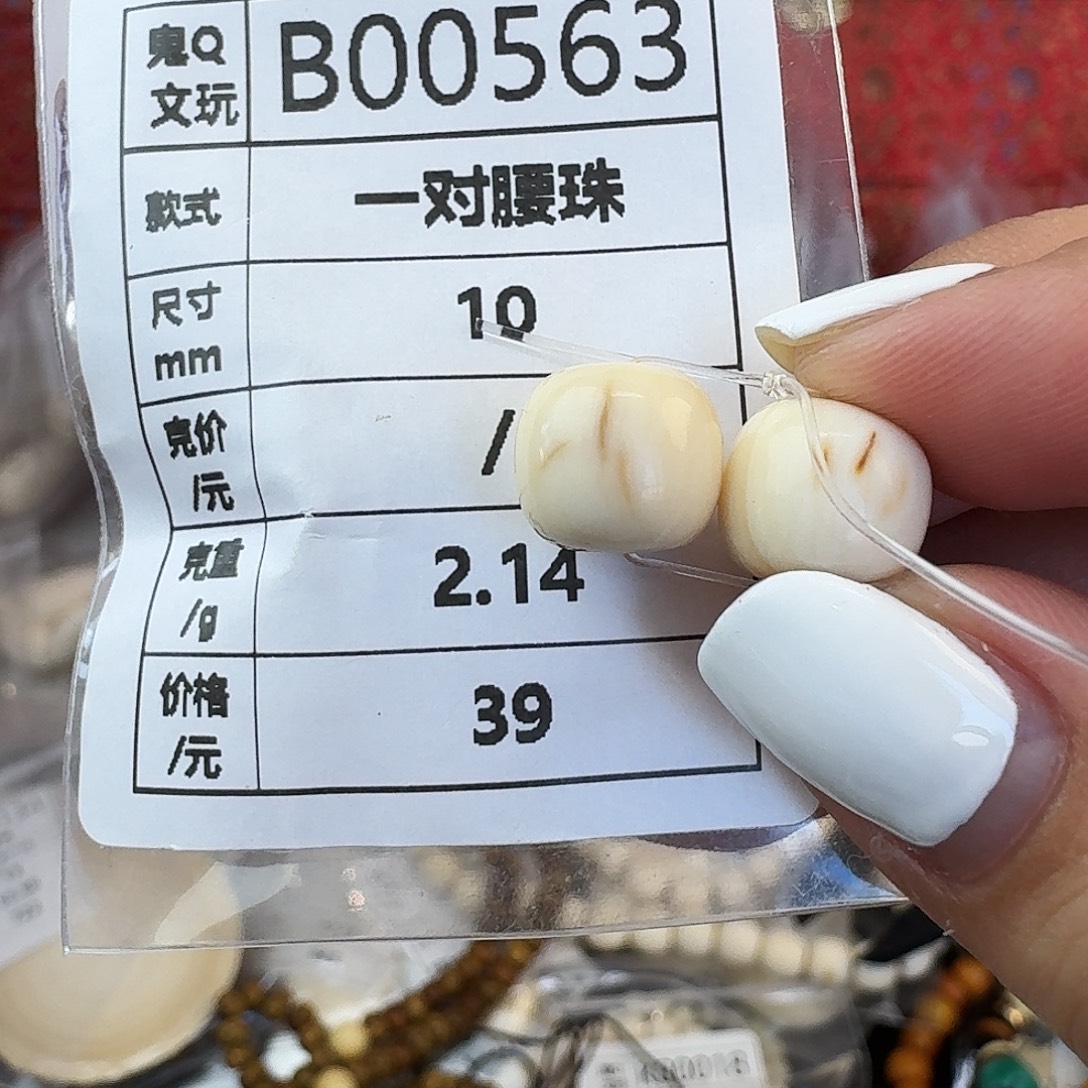 鬼Q
文玩
B00563
款式
一对腰珠
尺寸
mm
10
克价
/元
/
克重
/g
2.14
价格
/元
39